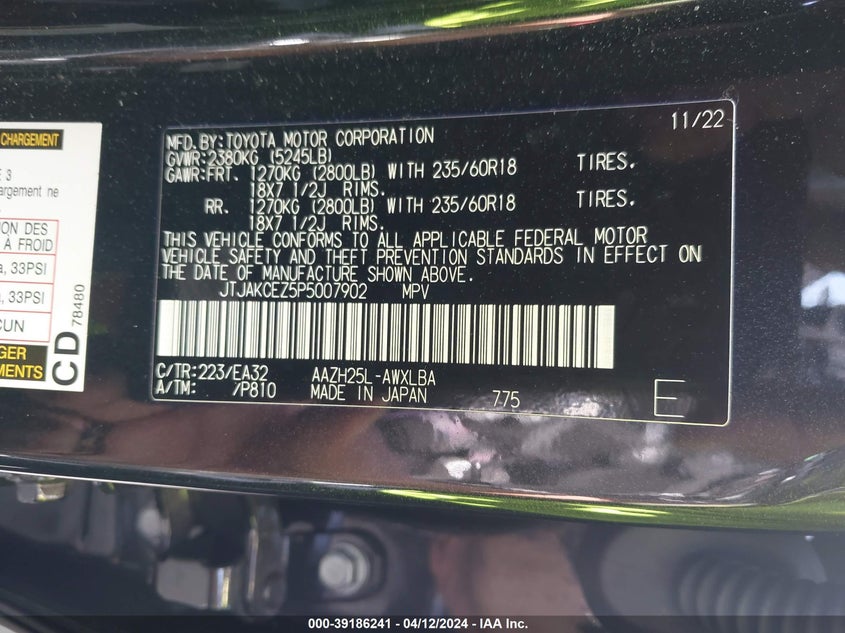 CHARGEMENT
E 3
argement ne
ION DES
À FROID
a, 33PSI
a, 33PSI
CUN
GER
EMENTS
CD
78480
11/22
MFD. BY: TOYOTA MOTOR CORPORATION
GVWR: 2380KG (5245LB)
GAWR: FRT. 1270KG (2800LB) WITH 235/60R18 TIRES.
18X7 1/2J RIMS.
RR. 1270KG (2800LB) WITH 235/60R18 TIRES.
18X7 1/2J RIMS.
THIS VEHICLE CONFORMS TO ALL APPLICABLE FEDERAL MOTOR
VEHICLE SAFETY AND THEFT PREVENTION STANDARDS IN EFFECT ON
THE DATE OF MANUFACTURE SHOWN ABOVE.
JTJAKCEZ5P5007902 MPV
C/TR: 223/EA32 AAZH25L-AWXLBA
A/TM: /P810 MADE IN JAPAN 775 E
000-39186241 - 04/12/2024 - IAA Inc.